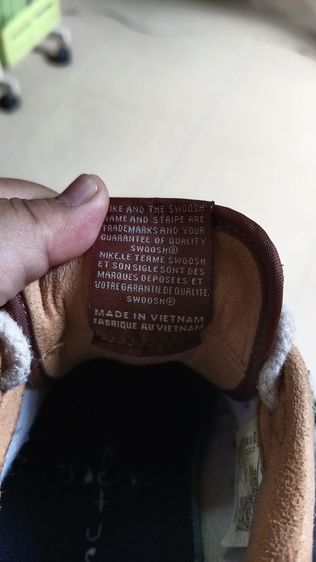 NIKE AND THE SWOOSH
NAME AND STRIPE ARE
TRADEMARKS AND YOUR
GUARANTEE OF QUALITY
SWOOSH®
NIKE, LE TERME SWOOSH
ET SON SIGLE SONT DES
MARQUES DEPOSEES ET
VOTRE GARANTIE DE QUALITE.
SWOOSH®
MADE IN VIETNAM
FABRIQUE AU VIETNAM